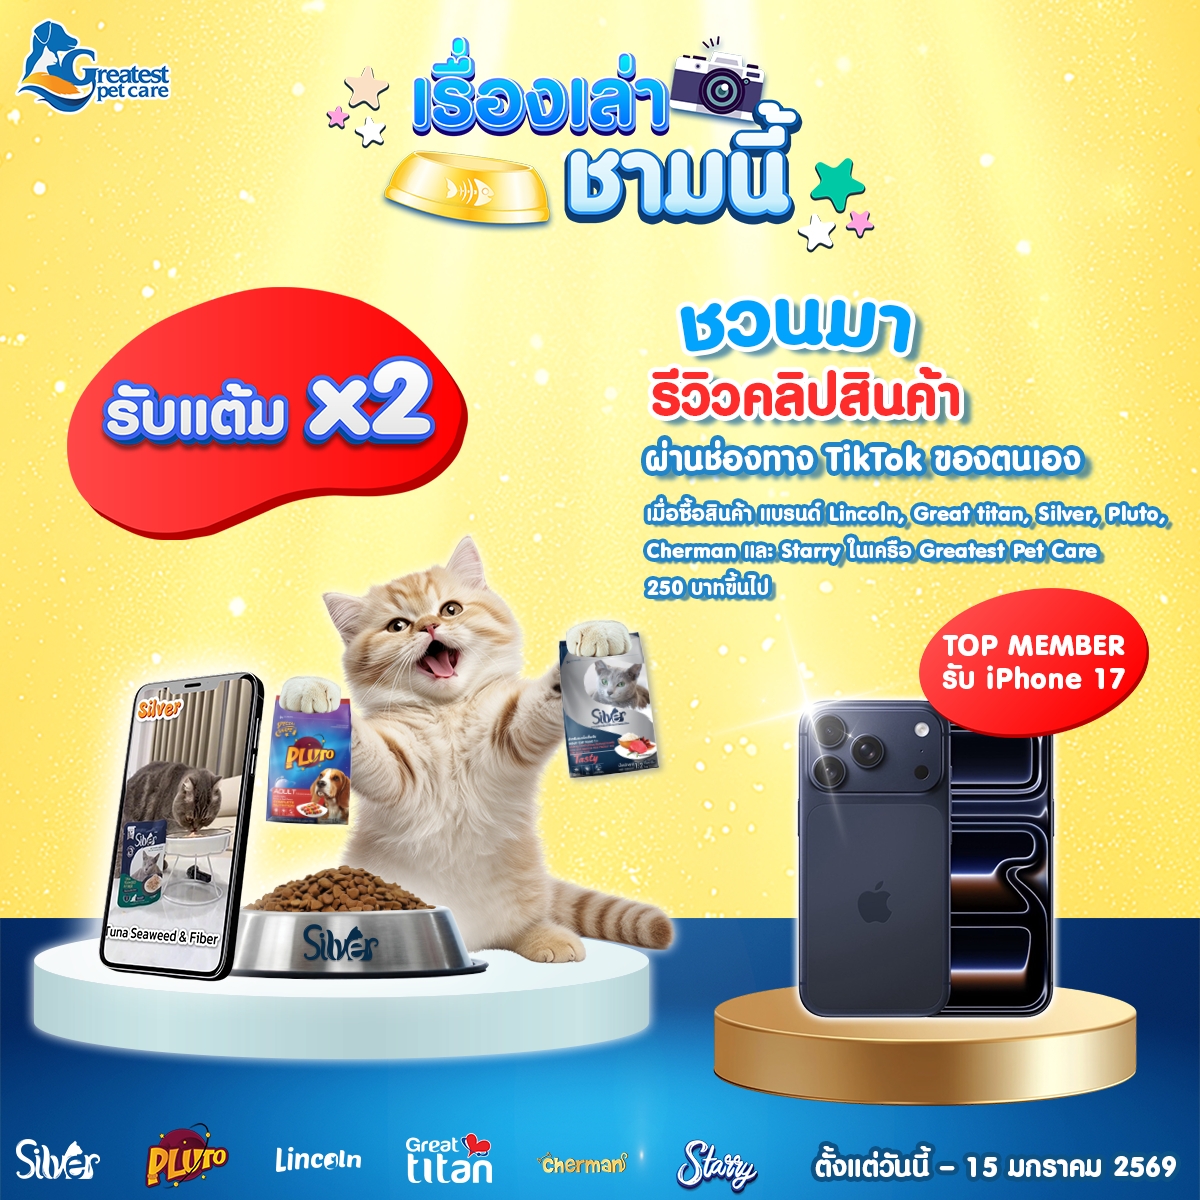 Greatest
pet care
เรื่องเล่า
ชามนี้
รับแต้ม x2
ชวนมา
รีวิวคลิปสินค้า
ผ่านช่องทาง TikTok ของตนเอง
เมื่อซื้อสินค้า แบรนด์ Lincoln, Great titan, Silver, Pluto,
Cherman และ Starry ในเครือ Greatest Pet Care
250 บาทขึ้นไป
TOP MEMBER
รับ iPhone 17
Silver
PLUTO
ADULT
Silver
Tasty
Silver
Tuna Seaweed & Fiber
Silver
Silver
PLUTO
Lincoln
Great
titan
Cherman
Starry
ตั้งแต่วันนี้ - 15 มกราคม 2569